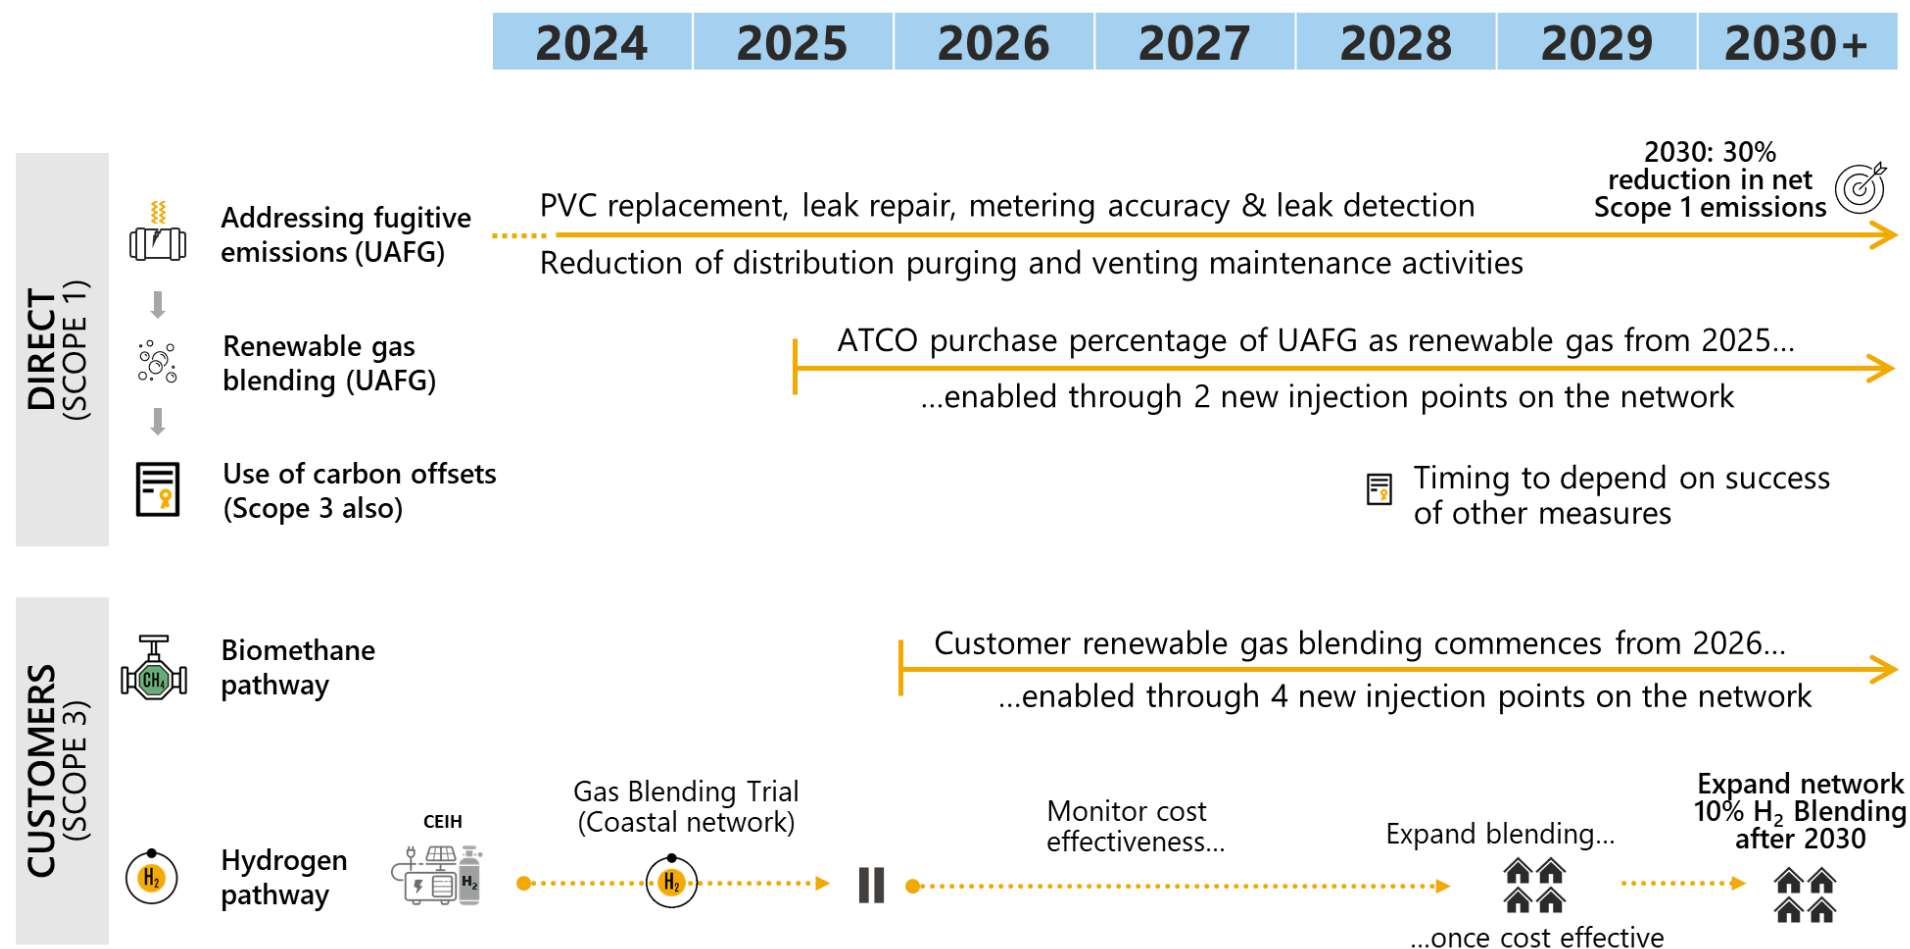 2024 2025 2026 2027 2028 2029 2030+
DIRECT
(SCOPE 1)
Addressing fugitive
emissions (UAFG)
PVC replacement, leak repair, metering accuracy & leak detection
Reduction of distribution purging and venting maintenance activities
2030: 30%
reduction in net
Scope 1 emissions
Renewable gas
blending (UAFG)
ATCO purchase percentage of UAFG as renewable gas from 2025...
...enabled through 2 new injection points on the network
Use of carbon offsets
(Scope 3 also)
Timing to depend on success
of other measures
CUSTOMERS
(SCOPE 3)
CH₄
Biomethane
pathway
Customer renewable gas blending commences from 2026...
...enabled through 4 new injection points on the network
H₂
Hydrogen
pathway
CEIH
H₂
Gas Blending Trial
(Coastal network)
H₂
Monitor cost
effectiveness...
Expand blending...
...once cost effective
Expand network
10% H₂ Blending
after 2030